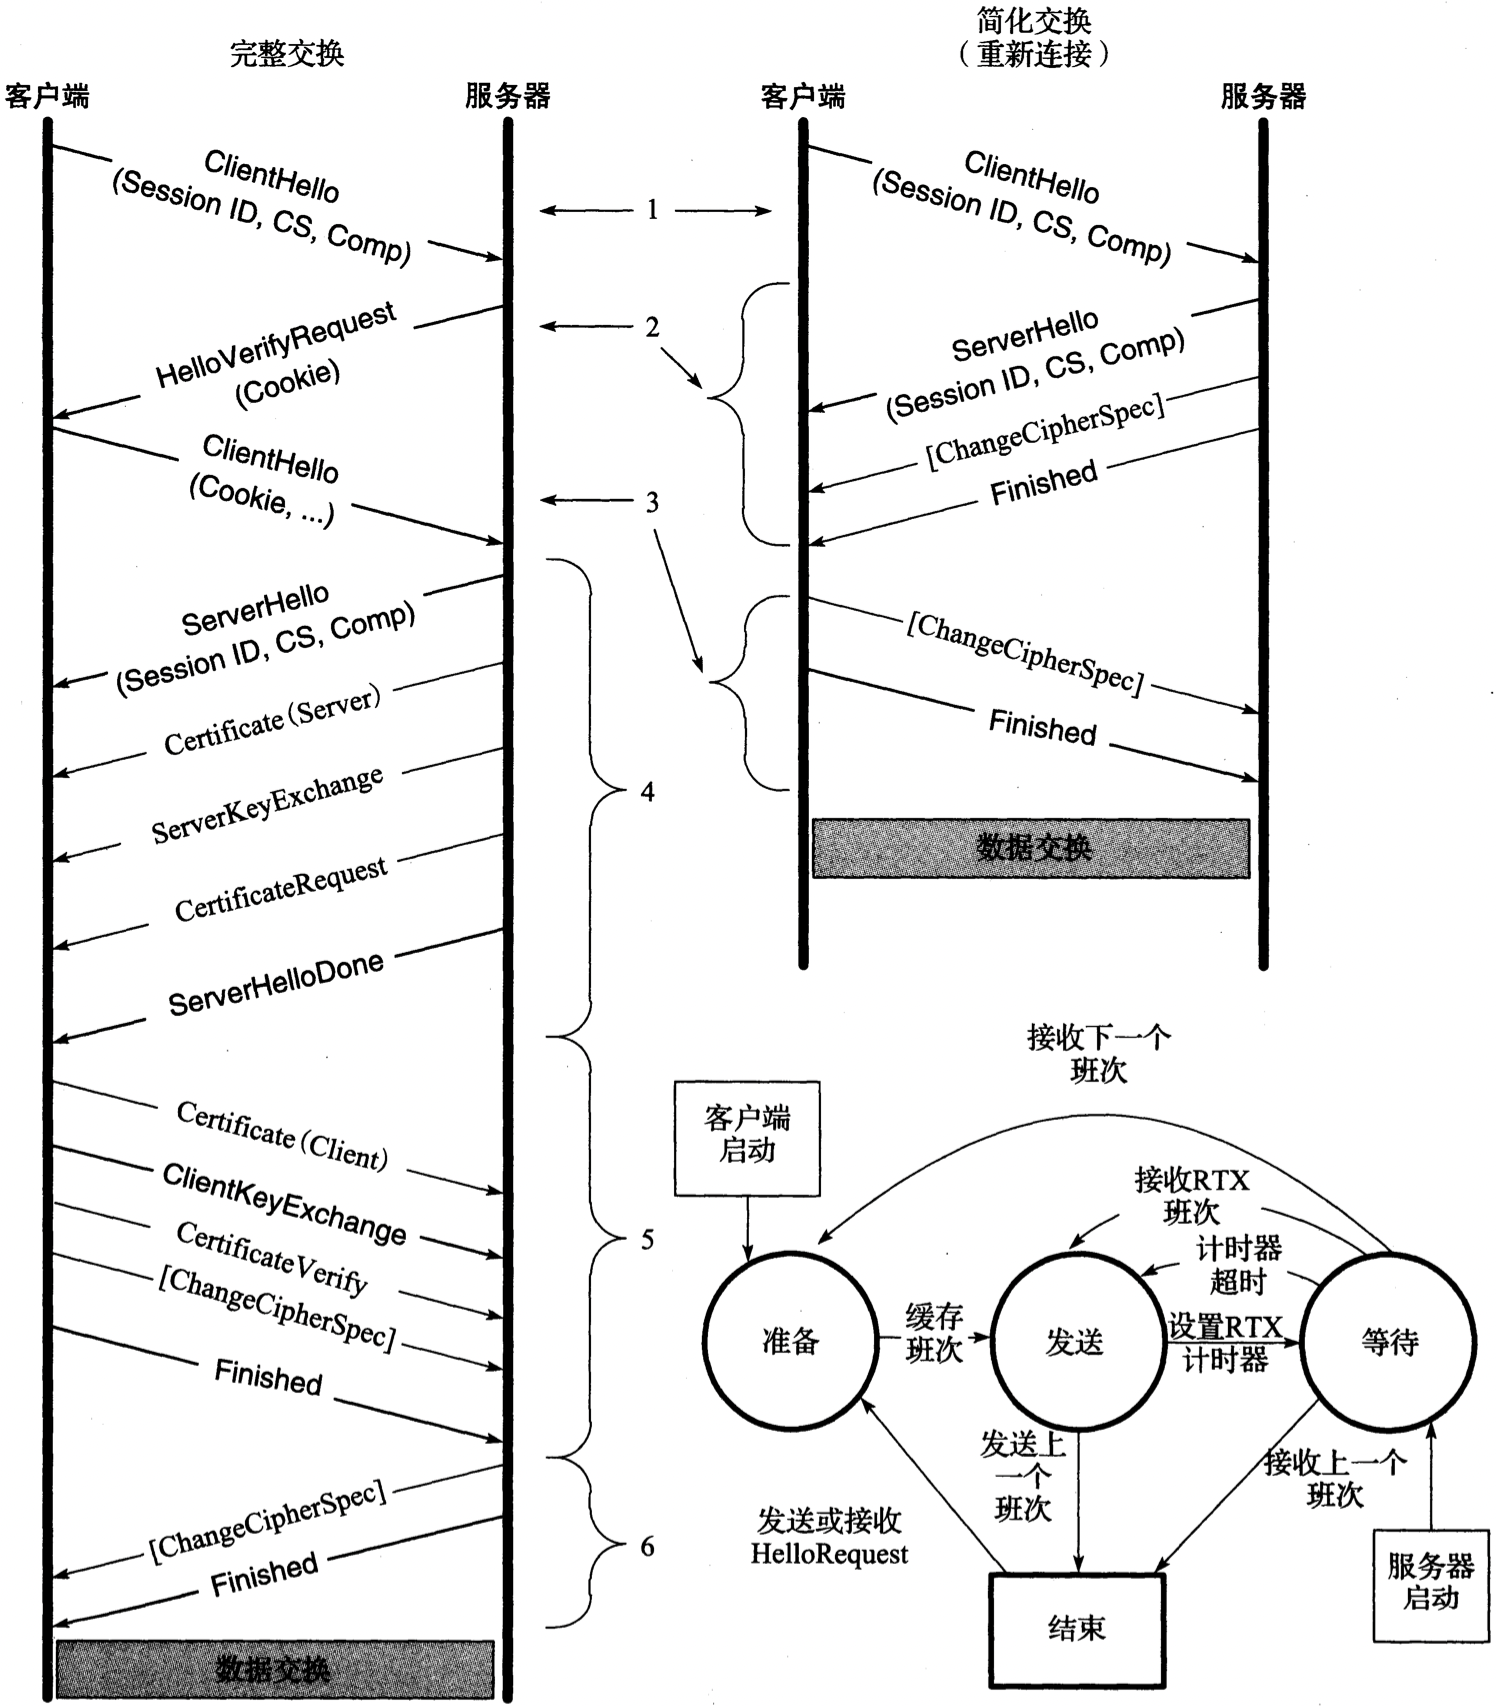 完整交换
客户端
服务器
ClientHello
(Session ID, CS, Comp)
HelloVerifyRequest
(Cookie)
ClientHello
(Cookie, ...)
ServerHello
(Session ID, CS, Comp)
Certificate(Server)
ServerKeyExchange
CertificateRequest
ServerHelloDone
Certificate(Client)
ClientKeyExchange
CertificateVerify
[ChangeCipherSpec]
Finished
[ChangeCipherSpec]
Finished
数据交换
1
2
3
4
5
6
简化交换
(重新连接)
客户端
服务器
ClientHello
(Session ID, CS, Comp)
ServerHello
(Session ID, CS, Comp)
[ChangeCipherSpec]
Finished
[ChangeCipherSpec]
Finished
数据交换
接收下一个
班次
客户端
启动
接收RTX
班次
计时器
超时
准备
缓存
班次
发送
设置RTX
计时器
等待
发送上
一个
班次
接收上一个
班次
发送或接收
HelloRequest
结束
服务器
启动